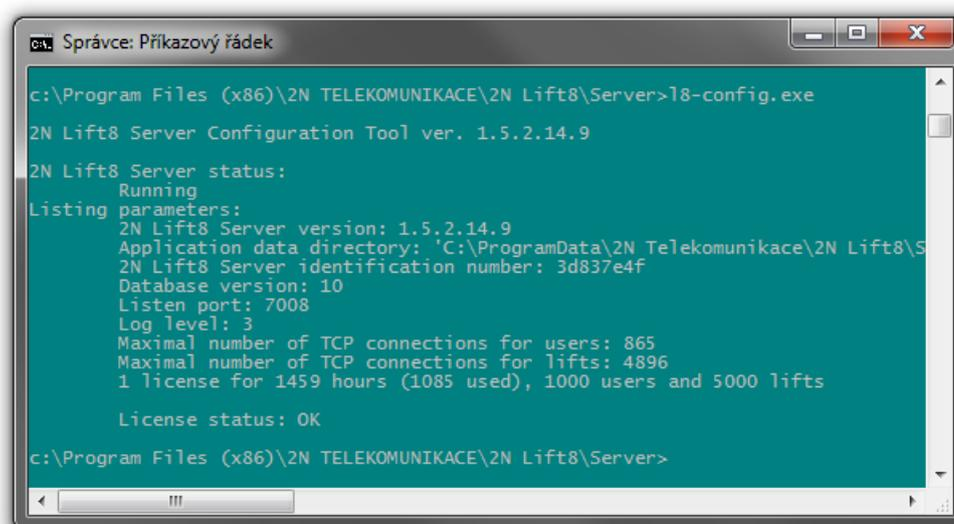 Správce: Příkazový řádek
c:\Program Files (x86)\2N TELEKOMUNIKACE\2N Lift8\Server>l8-config.exe
2N Lift8 Server Configuration Tool ver. 1.5.2.14.9
2N Lift8 Server status:
Running
Listing parameters:
2N Lift8 Server version: 1.5.2.14.9
Application data directory: 'C:\ProgramData\2N Telekomunikace\2N Lift8\S
2N Lift8 Server identification number: 3d837e4f
Database version: 10
Listen port: 7008
Log level: 3
Maximal number of TCP connections for users: 865
Maximal number of TCP connections for lifts: 4896
1 license for 1459 hours (1085 used), 1000 users and 5000 lifts
License status: OK
c:\Program Files (x86)\2N TELEKOMUNIKACE\2N Lift8\Server>